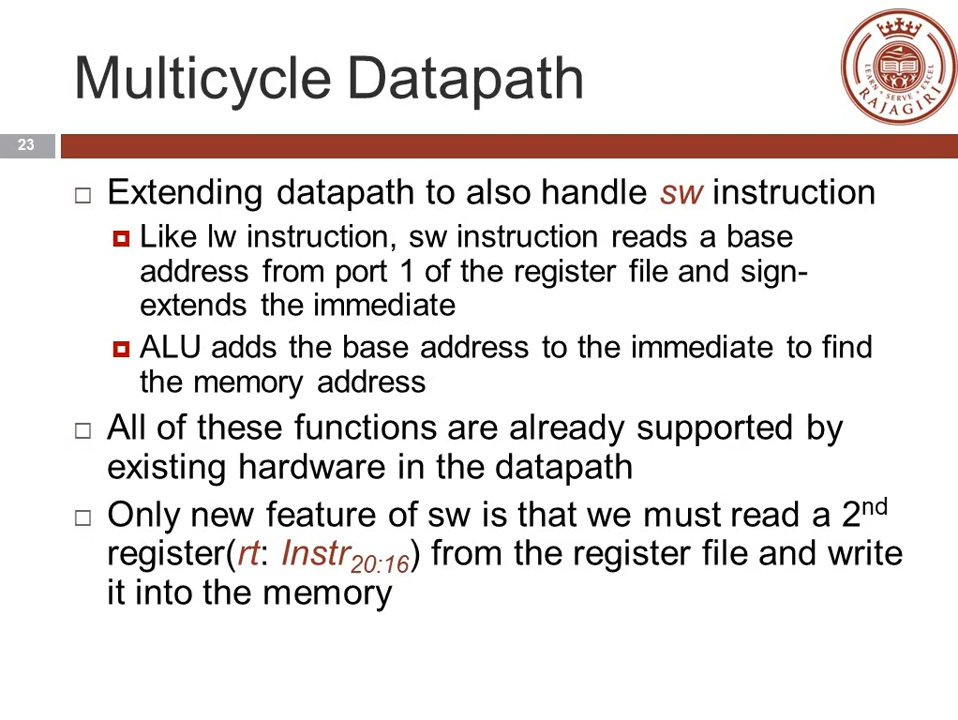 Multicycle Datapath
LEARN • SERVE • EXCEL
RAJAGIRI
23
Extending datapath to also handle sw instruction
Like lw instruction, sw instruction reads a base
address from port 1 of the register file and sign-
extends the immediate
ALU adds the base address to the immediate to find
the memory address
All of these functions are already supported by
existing hardware in the datapath
Only new feature of sw is that we must read a 2nd
register(rt: Instr20:16) from the register file and write
it into the memory